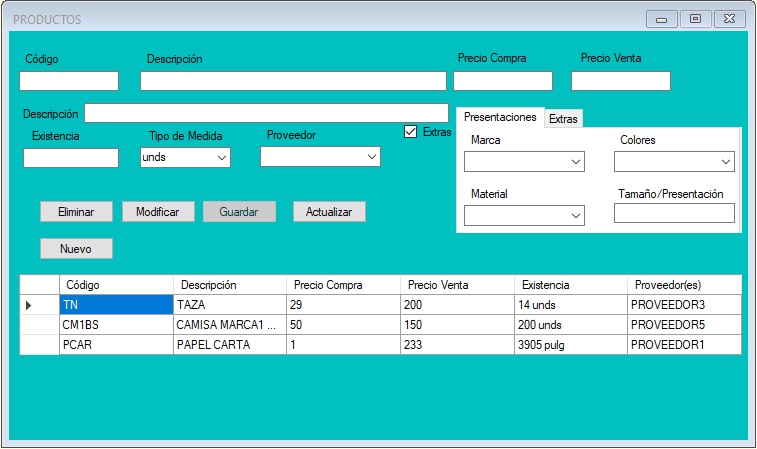 PRODUCTOS
Código Descripción Precio Compra Precio Venta
Descripción
Existencia Tipo de Medida Proveedor Extras
unds
Presentaciones Extras
Marca Colores
Material Tamaño/Presentación
Eliminar Modificar Guardar Actualizar
Nuevo
Código Descripción Precio Compra Precio Venta Existencia Proveedor(es)
TN TAZA 29 200 14 unds PROVEEDOR3
CM1BS CAMISA MARCA1 ... 50 150 200 unds PROVEEDOR5
PCAR PAPEL CARTA 1 233 3905 pulg PROVEEDOR1